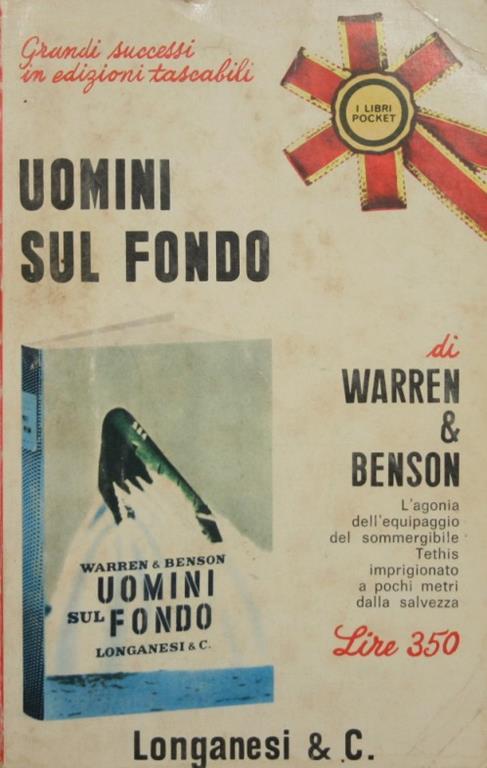 Grandi successi
in edizioni tascabili
I LIBRI
POCKET
UOMINI
SUL FONDO
di
WARREN
&
BENSON
L'agonia
dell'equipaggio
del sommergibile
Tethis
imprigionato
a pochi metri
dalla salvezza
Lire 350
WARREN & BENSON
UOMINI
SUL FONDO
LONGANESI & C.
Longanesi & C.